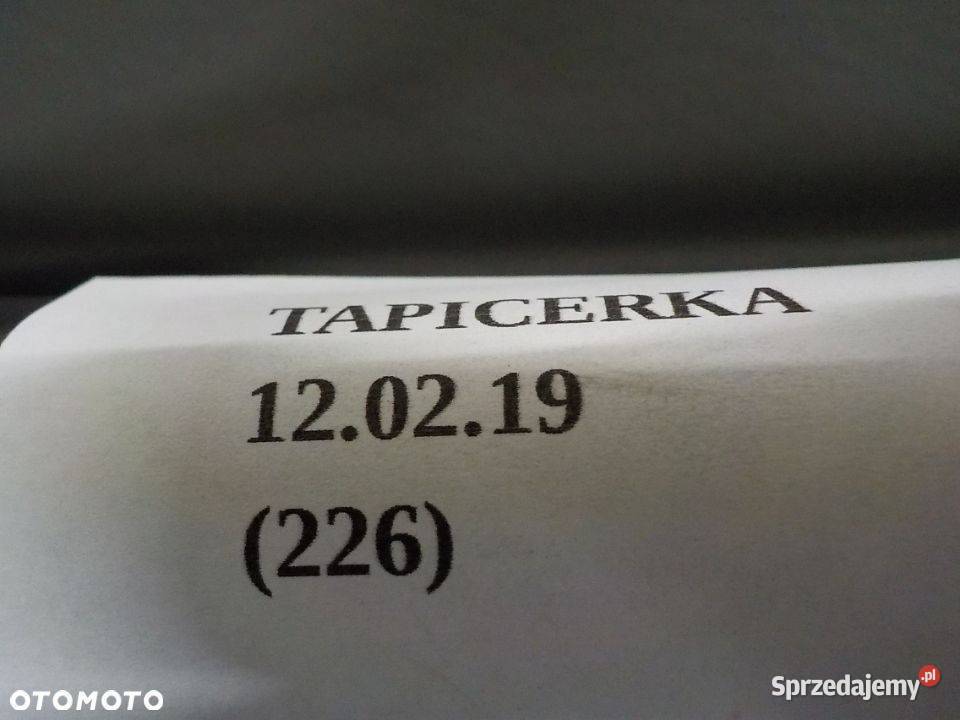 TAPICERKA
12.02.19
(226)
OTOMOTO
Sprzedajemy.pl